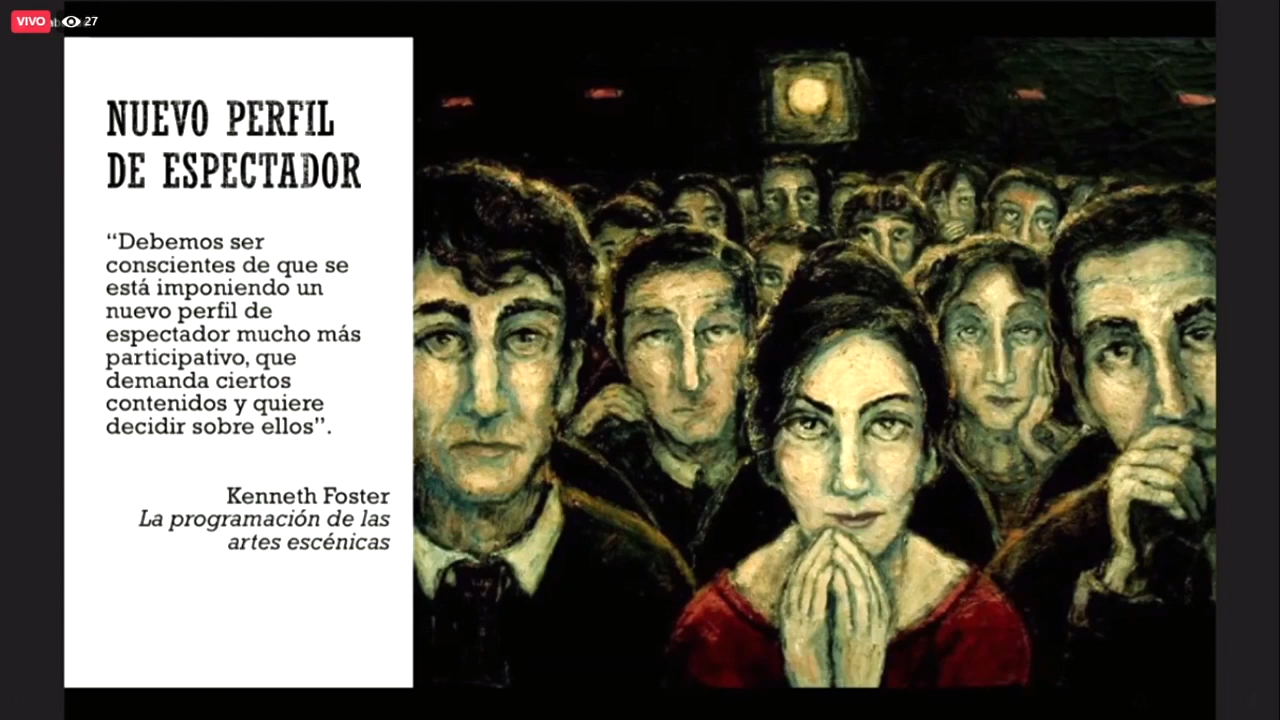 VIVO 27
NUEVO PERFIL
DE ESPECTADOR
“Debemos ser
conscientes de que se
está imponiendo un
nuevo perfil de
espectador mucho más
participativo, que
demanda ciertos
contenidos y quiere
decidir sobre ellos”.
Kenneth Foster
La programación de las
artes escénicas